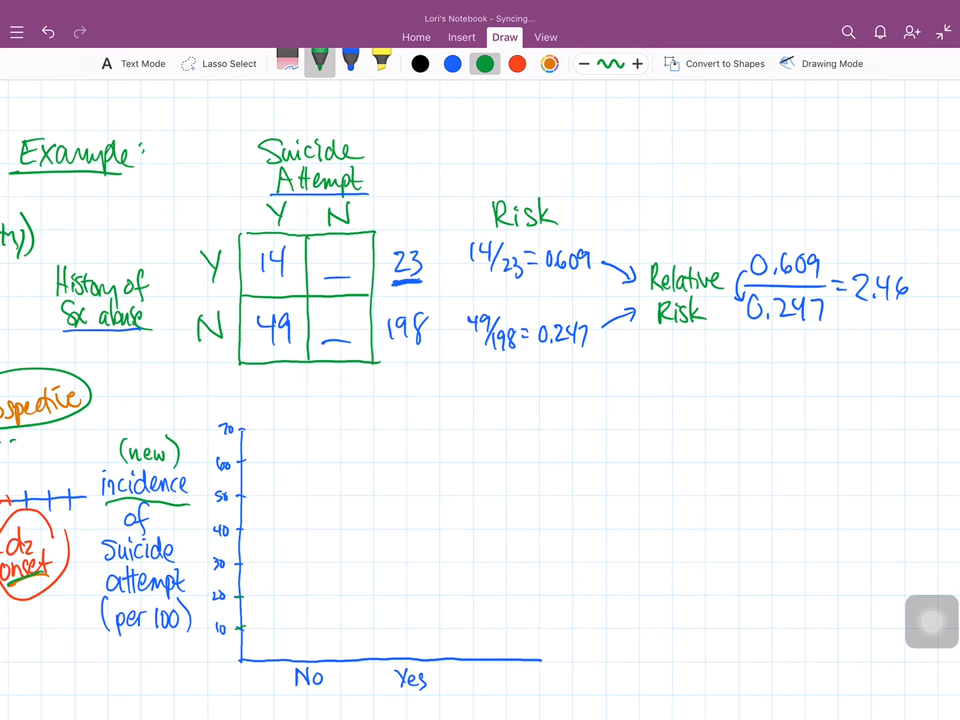 Lori's Notebook - Syncing...
Home Insert Draw View
Text Mode Lasso Select Convert to Shapes Drawing Mode
Example:
Suicide
Attempt
Y N
Risk
Y 14 _ 23 14/23 = 0.609
History of
Sx abuse
N 49 _ 198 49/198 = 0.247
Relative
Risk
0.609
0.247
= 2.46
70
60
50
40
30
20
10
(new)
incidence
of
suicide
attempt
(per 100)
dz
onset
No Yes